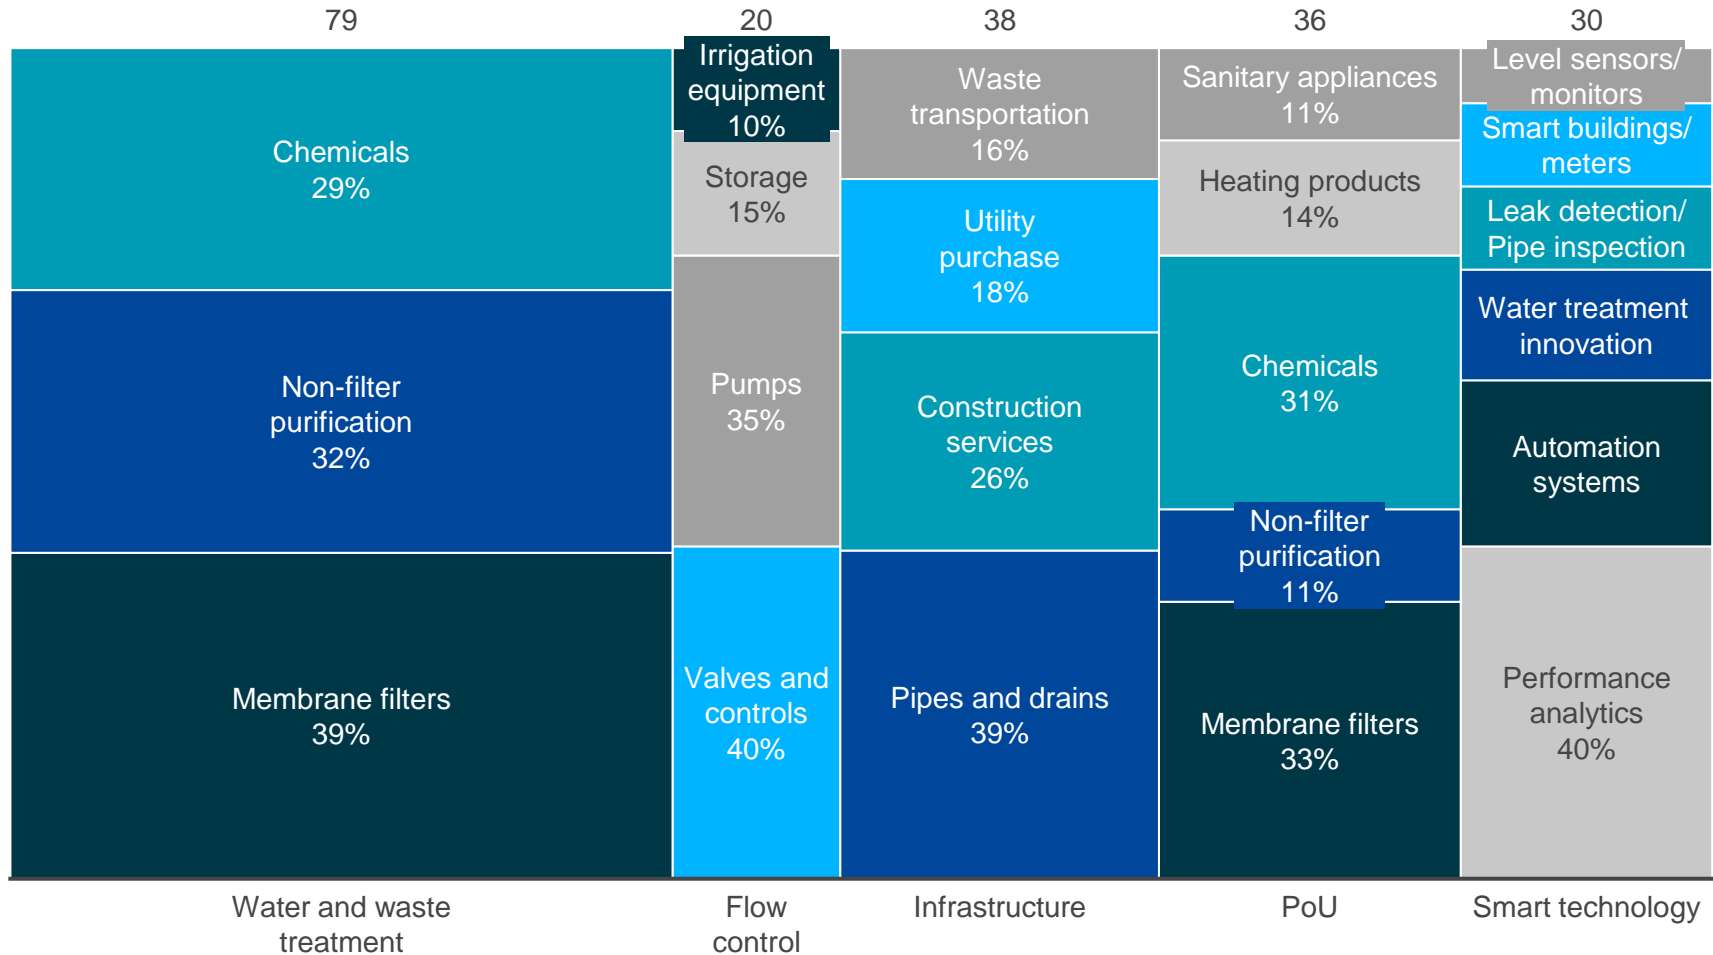 79
20
38
36
30
Chemicals
29%
Non-filter
purification
32%
Membrane filters
39%
Irrigation
equipment
10%
Storage
15%
Pumps
35%
Valves and
controls
40%
Waste
transportation
16%
Utility
purchase
18%
Construction
services
26%
Pipes and drains
39%
Sanitary appliances
11%
Heating products
14%
Chemicals
31%
Non-filter
purification
11%
Membrane filters
33%
Level sensors/
monitors
Smart buildings/
meters
Leak detection/
Pipe inspection
Water treatment
innovation
Automation
systems
Performance
analytics
40%
Water and waste
treatment
Flow
control
Infrastructure
PoU
Smart technology